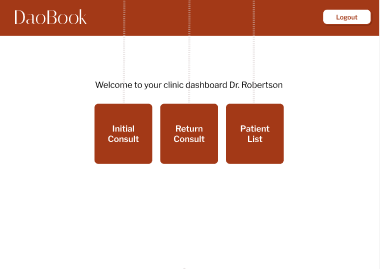 DaoBook
Logout
Welcome to your clinic dashboard Dr. Robertson
Initial
Consult
Return
Consult
Patient
List